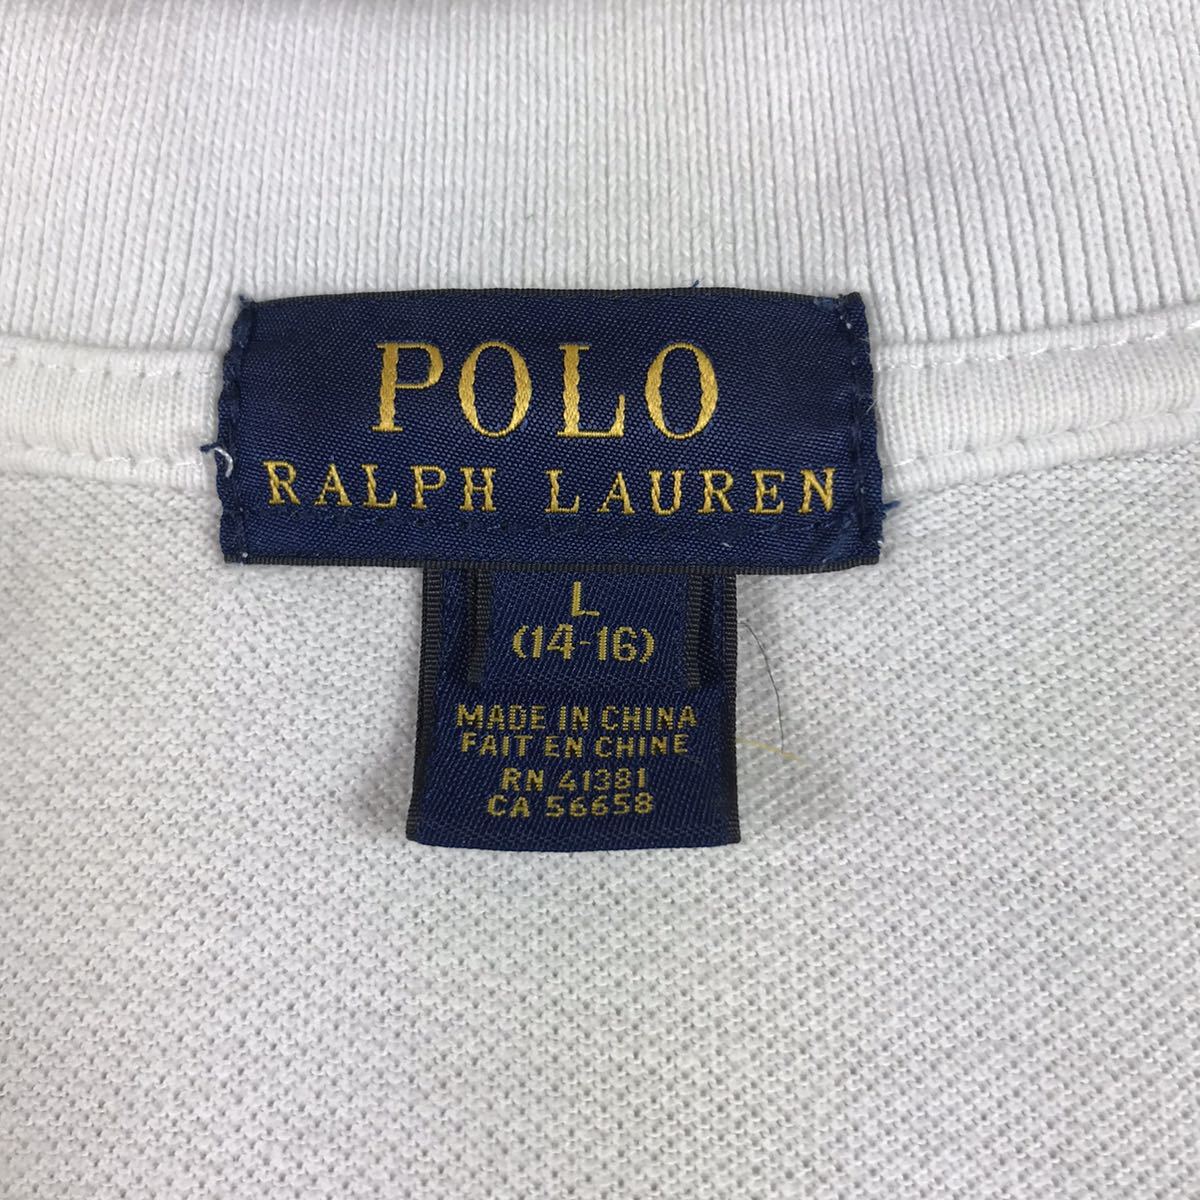 POLO
RALPH LAUREN
L
(14-16)
MADE IN CHINA
FAIT EN CHINE
RN 41381
CA 56658